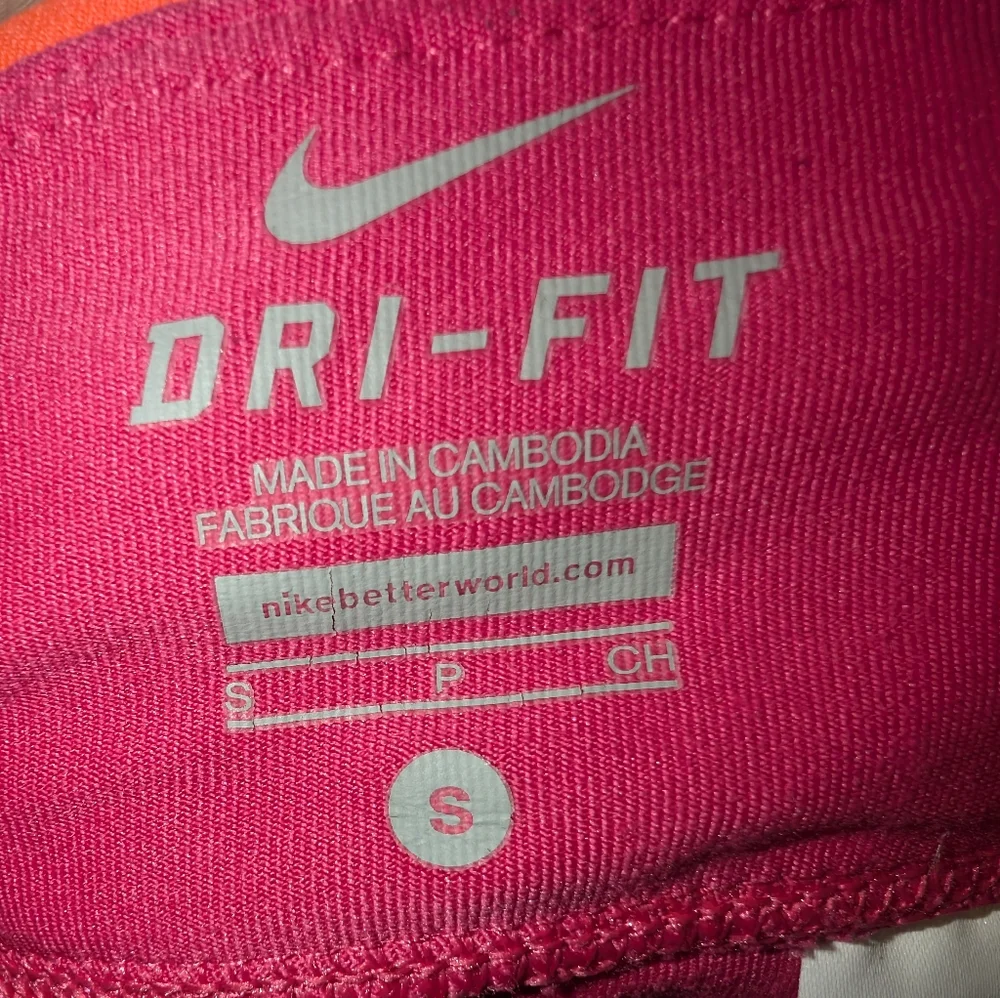 DRI-FIT
MADE IN CAMBODIA
FABRIQUE AU CAMBODGE
nikebetterworld.com
S P CH
S